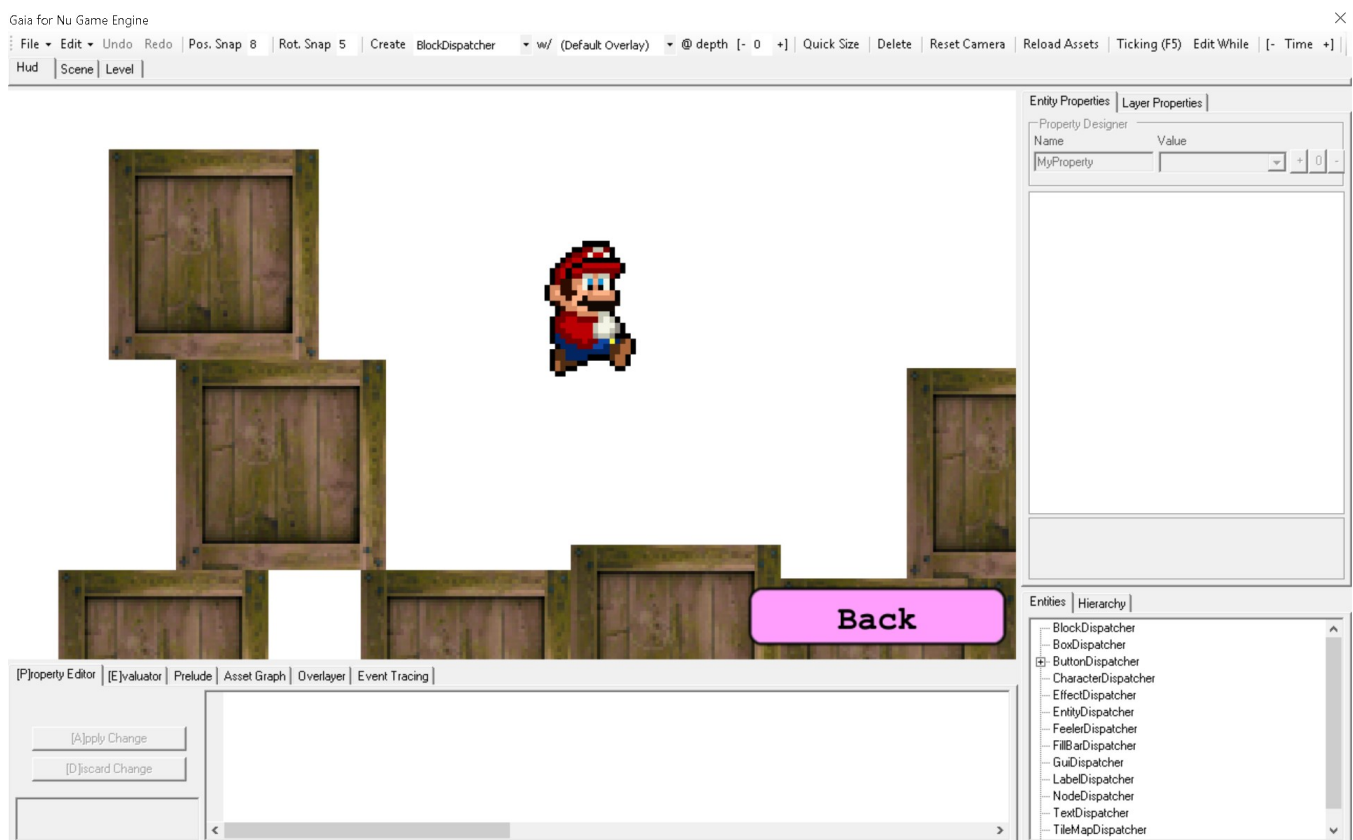 Gaia for Nu Game Engine
File Edit Undo Redo Pos. Snap 8 Rot. Snap 5 Create BlockDispatcher w/ (Default Overlay) @ depth [- 0 +] Quick Size Delete Reset Camera Reload Assets Ticking (F5) Edit While [- Time +]
Hud Scene Level
Entity Properties Layer Properties
Property Designer
Name Value
MyProperty + 0 -
Back
Entities Hierarchy
BlockDispatcher
BoxDispatcher
ButtonDispatcher
CharacterDispatcher
EffectDispatcher
EntityDispatcher
FeelerDispatcher
FillBarDispatcher
GuiDispatcher
LabelDispatcher
NodeDispatcher
TextDispatcher
TileMapDispatcher
[P]roperty Editor [E]valuator Prelude Asset Graph Overlayer Event Tracing
[A]pply Change
[D]iscard Change